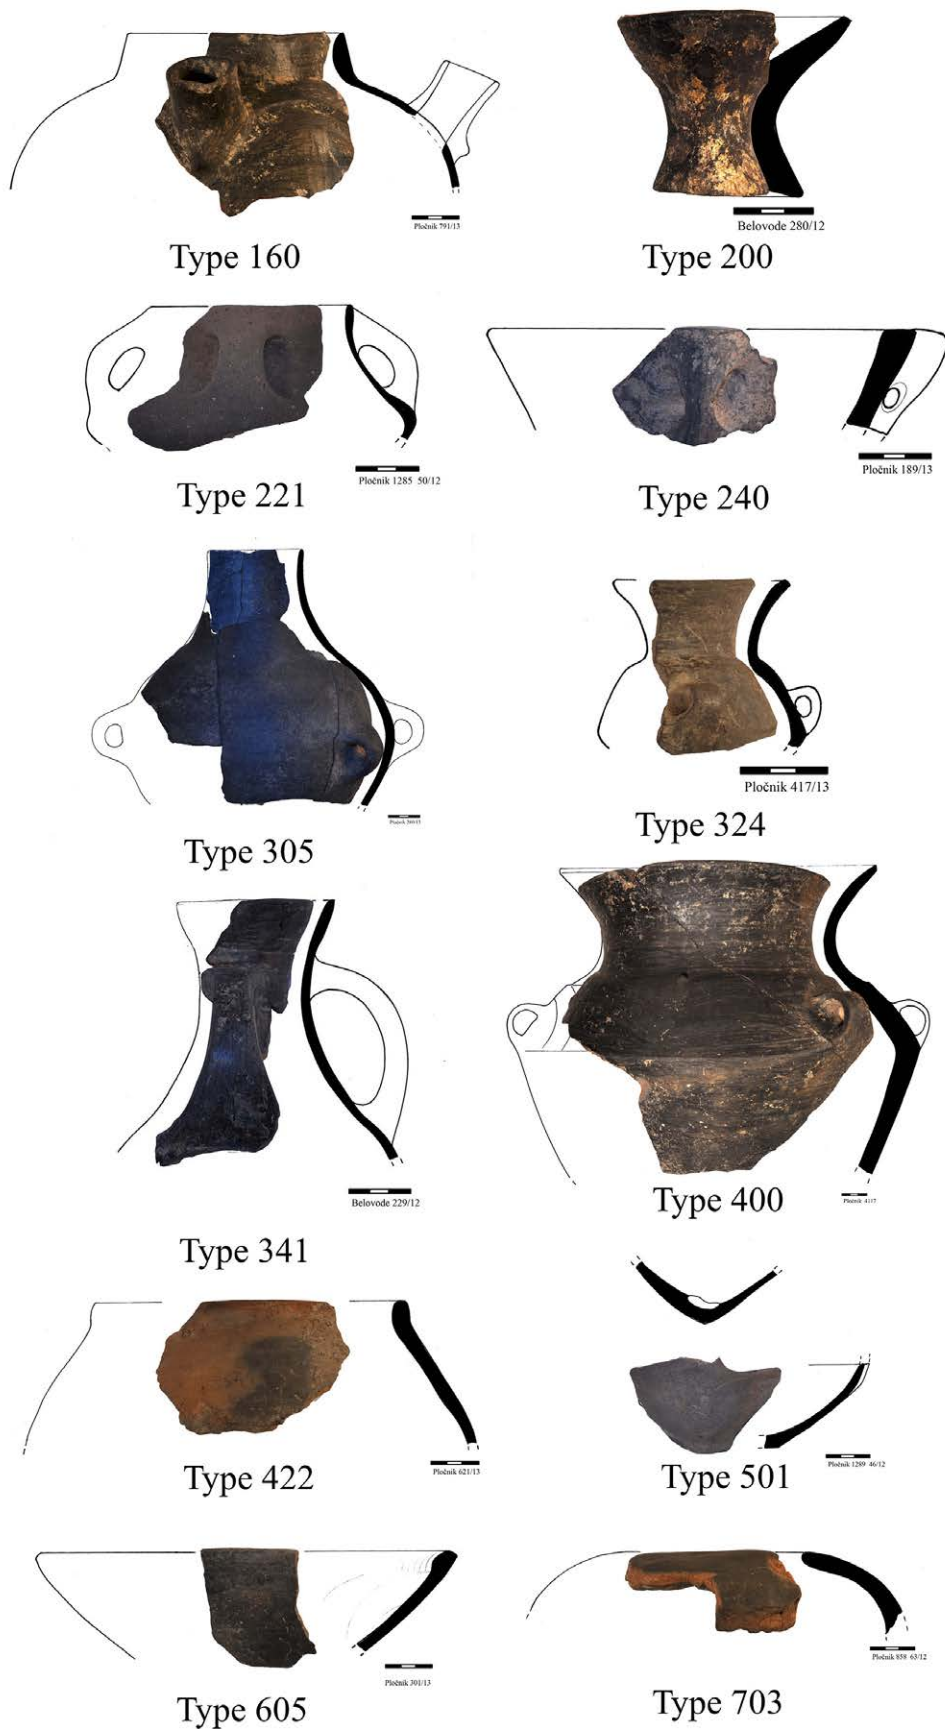 Pločnik 791/13
Type 160
Belovode 280/12
Type 200
Pločnik 1285 50/12
Type 221
Pločnik 189/13
Type 240
Type 305
Pločnik 417/13
Type 324
Belovode 229/12
Type 341
Pločnik 4117
Type 400
Pločnik 621/13
Type 422
Pločnik 1289 46/12
Type 501
Pločnik 301/13
Type 605
Pločnik 858 63/12
Type 703